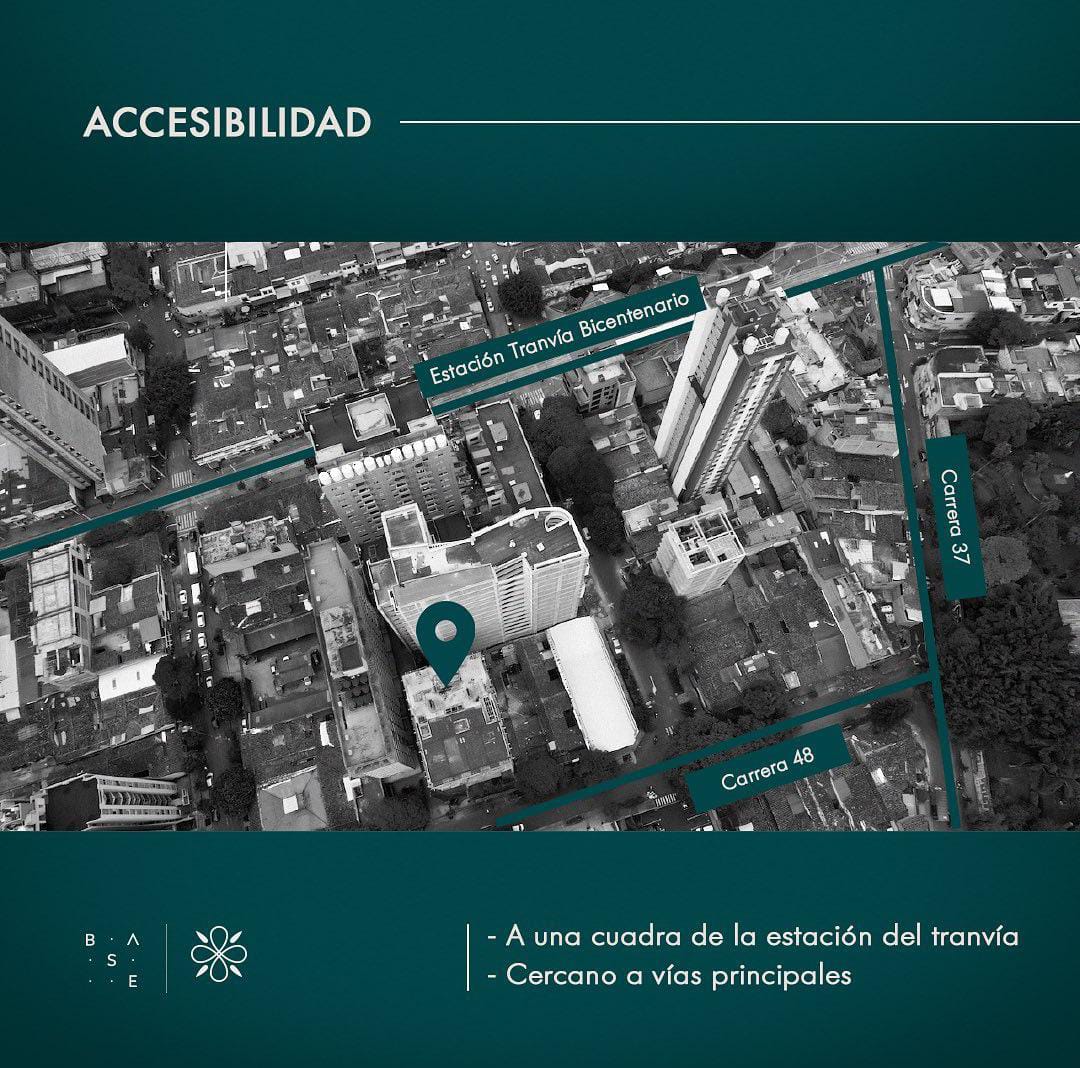 ACCESIBILIDAD
Estación Tranvía Bicentenario
Carrera 37
Carrera 48
B · Λ
· S ·
· · E
- A una cuadra de la estación del tranvía
- Cercano a vías principales